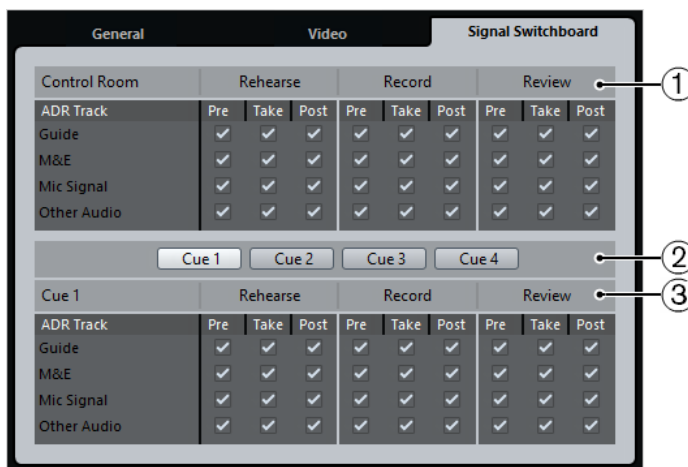 General Video Signal Switchboard
Control Room Rehearse Record Review ①
ADR Track Pre Take Post Pre Take Post Pre Take Post
Guide
M&E
Mic Signal
Other Audio
Cue 1 Cue 2 Cue 3 Cue 4 ②
Cue 1 Rehearse Record Review ③
ADR Track Pre Take Post Pre Take Post Pre Take Post
Guide
M&E
Mic Signal
Other Audio